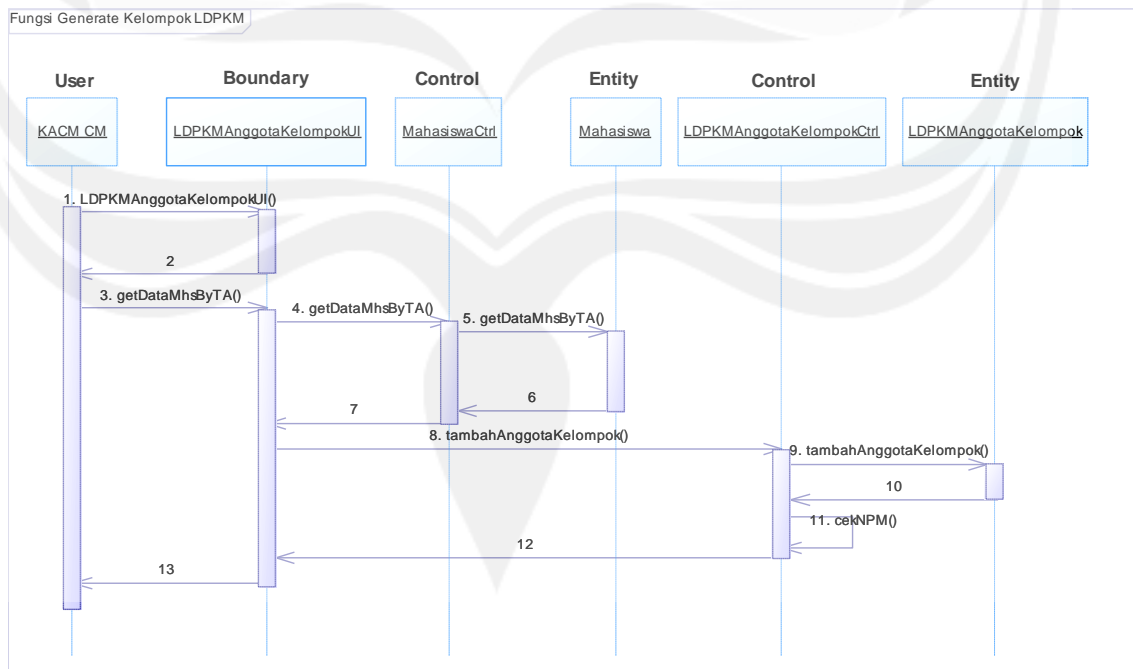 Fungsi Generate Kelompok LDPKM
User
Boundary
Control
Entity
Control
Entity
KACM CM
LDPKMAnggotaKelompokUI
MahasiswaCtrl
Mahasiswa
LDPKMAnggotaKelompokCtrl
LDPKMAnggotaKelompok
1. LDPKMAnggotaKelompokUI()
2
3. getDataMhsByTA()
4. getDataMhsByTA()
5. getDataMhsByTA()
6
7
8. tambahAnggotaKelompok()
9. tambahAnggotaKelompok()
10
11. cekNPM()
12
13